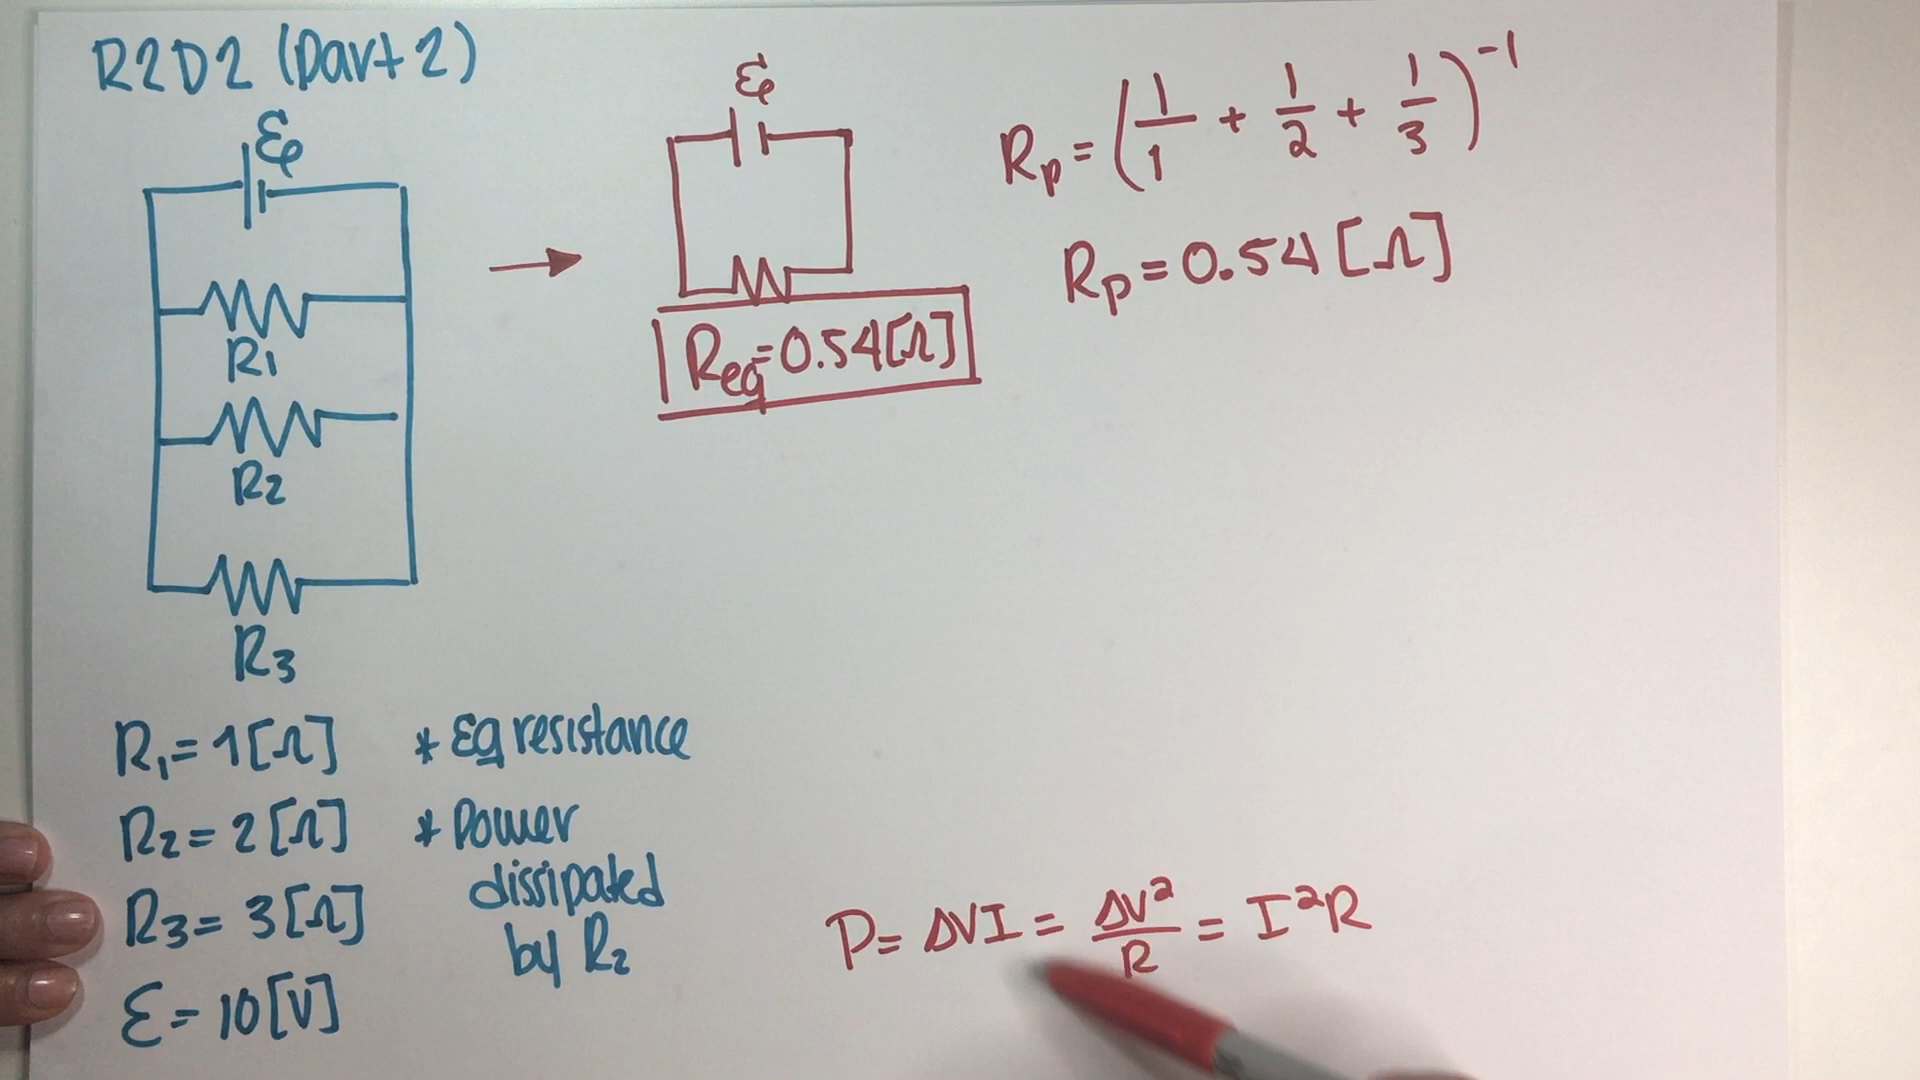 R2D2 (Part 2)
ε
R1
R2
R3
R₁ = 1 [Ω]
R₂ = 2 [Ω]
R₃ = 3 [Ω]
ε = 10 [V]
* Eq resistance
* Power
dissipated
by R₂
ε
Req = 0.54 [Ω]
Rp = (1/1 + 1/2 + 1/3)⁻¹
Rp = 0.54 [Ω]
P = ΔVI = ΔV²/R = I²R